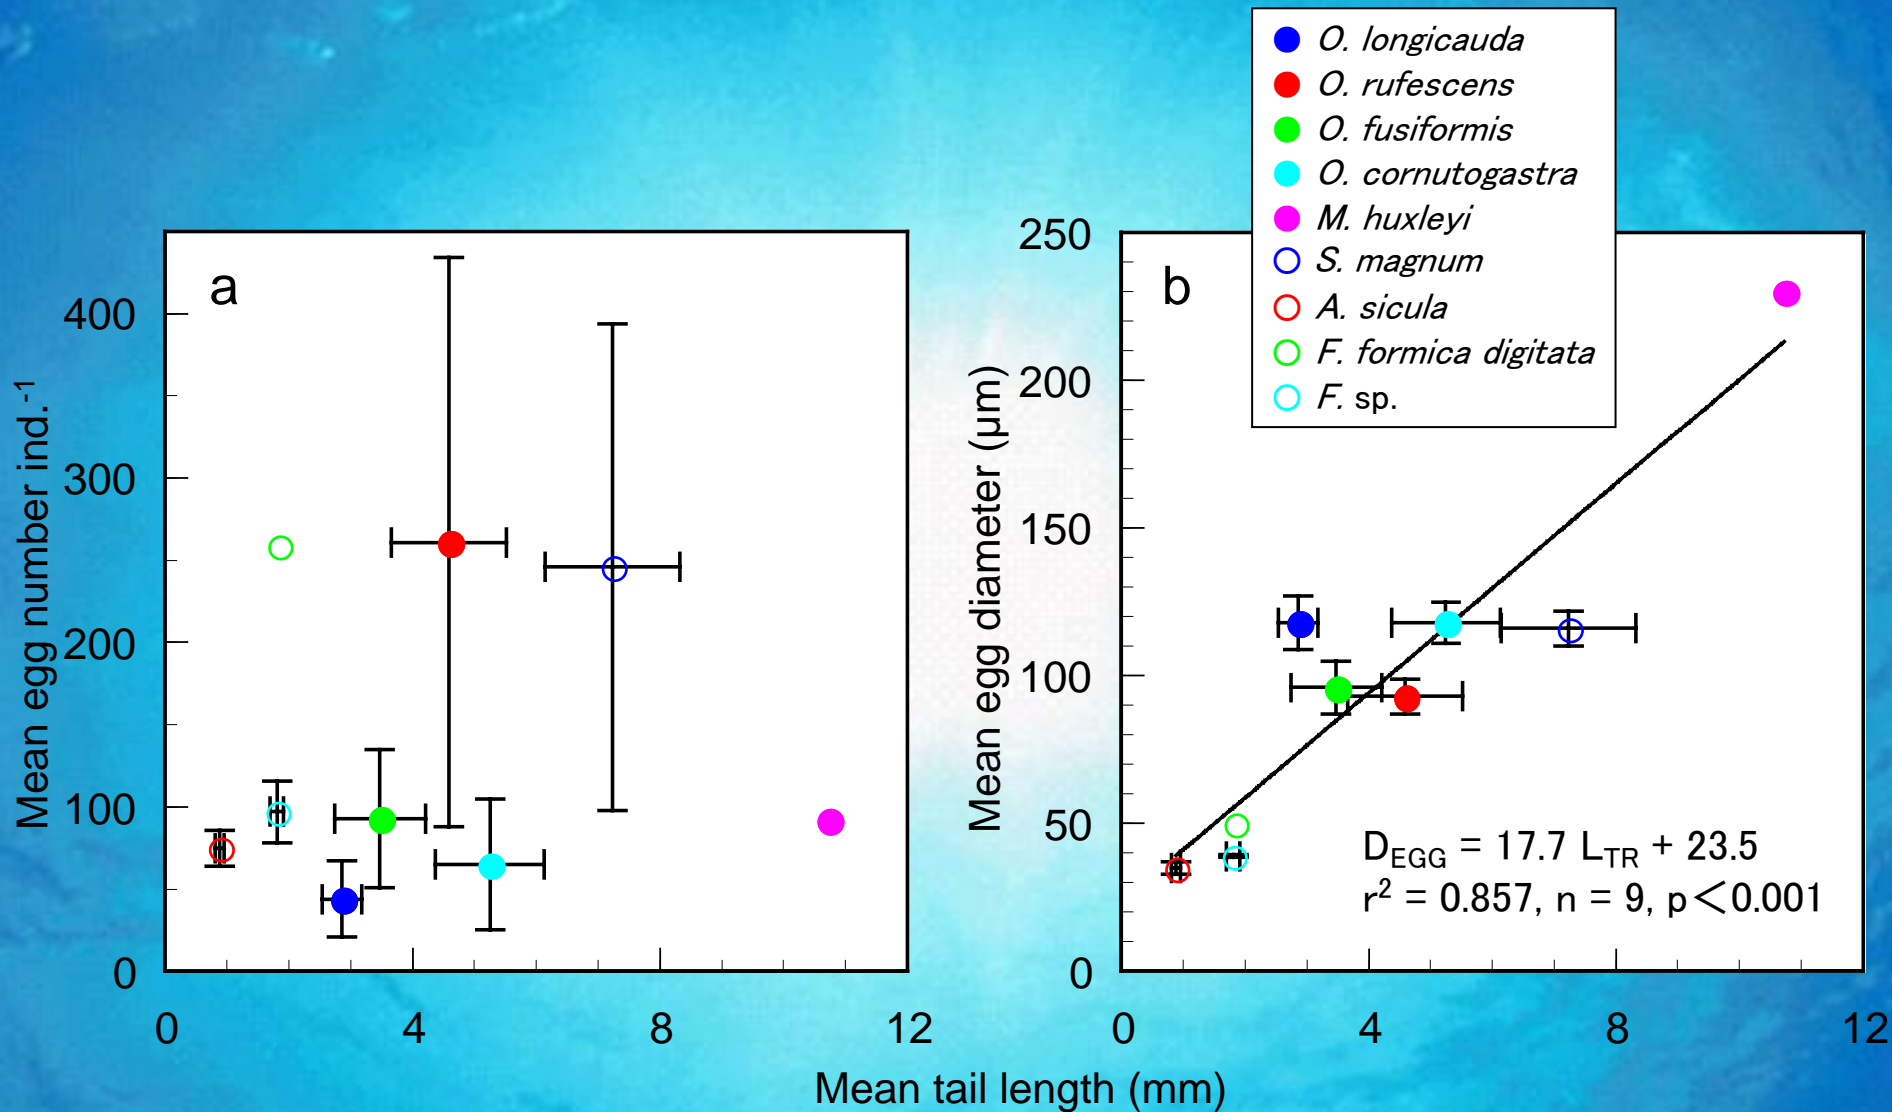 O. longicauda
O. rufescens
O. fusiformis
O. cornutogastra
M. huxleyi
S. magnum
A. sicula
F. formica digitata
F. sp.
a
400
300
200
100
0
Mean egg number ind.-1
0 4 8 12
b
250
200
150
100
50
0
Mean egg diameter (µm)
DEGG = 17.7 LTR + 23.5
r2 = 0.857, n = 9, p<0.001
0 4 8 12
Mean tail length (mm)